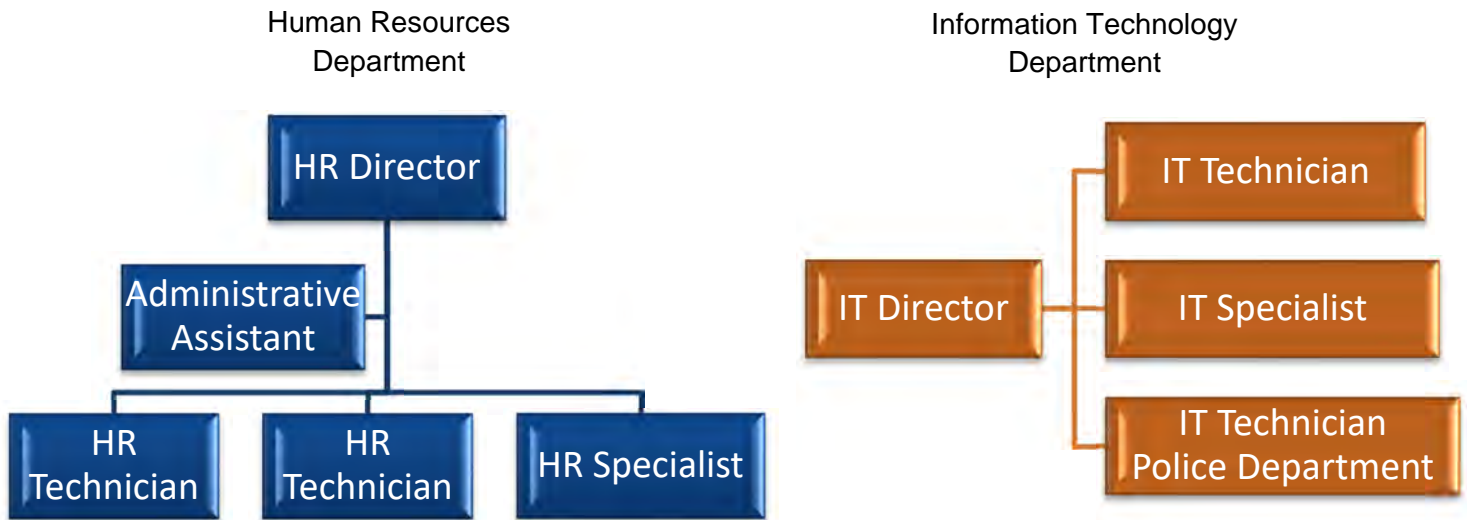 Human Resources
Department
HR Director
Administrative
Assistant
HR
Technician
HR
Technician
HR Specialist
Information Technology
Department
IT Director
IT Technician
IT Specialist
IT Technician
Police Department